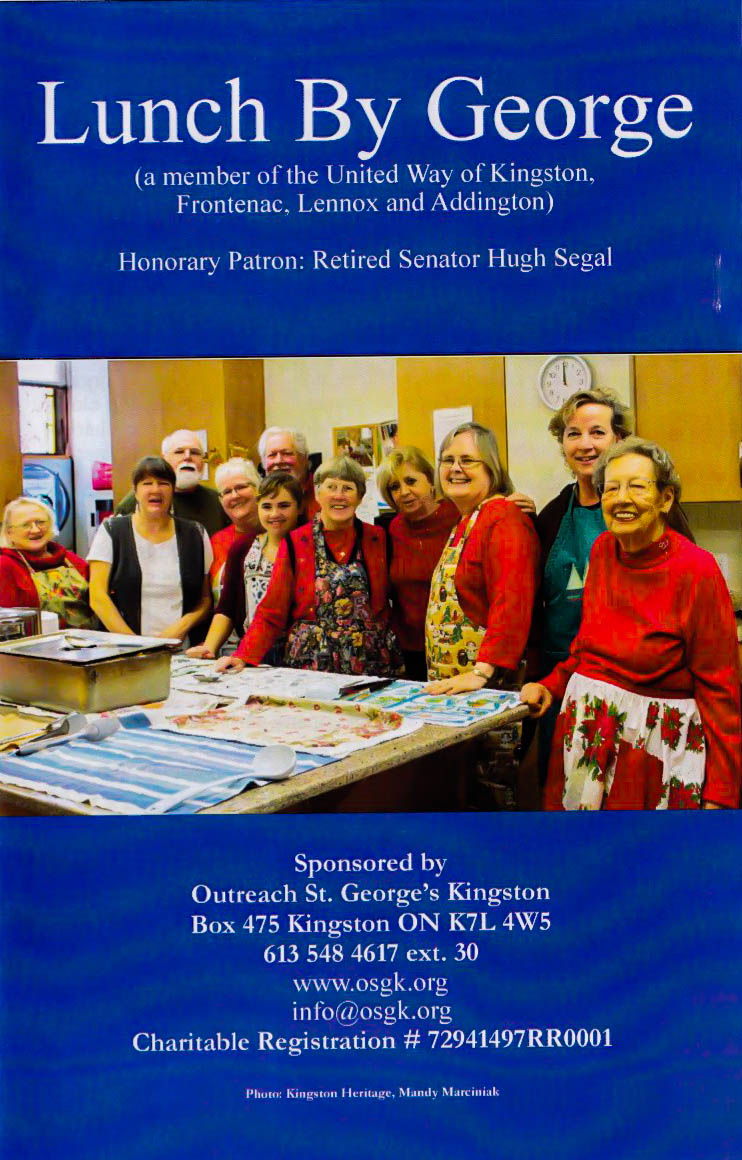 Lunch By George
(a member of the United Way of Kingston,
Frontenac, Lennox and Addington)
Honorary Patron: Retired Senator Hugh Segal
Sponsored by
Outreach St. George's Kingston
Box 475 Kingston ON K7L 4W5
613 548 4617 ext. 30
www.osgk.org
info@osgk.org
Charitable Registration # 72941497RR0001
Photo: Kingston Heritage, Mandy Marciniak